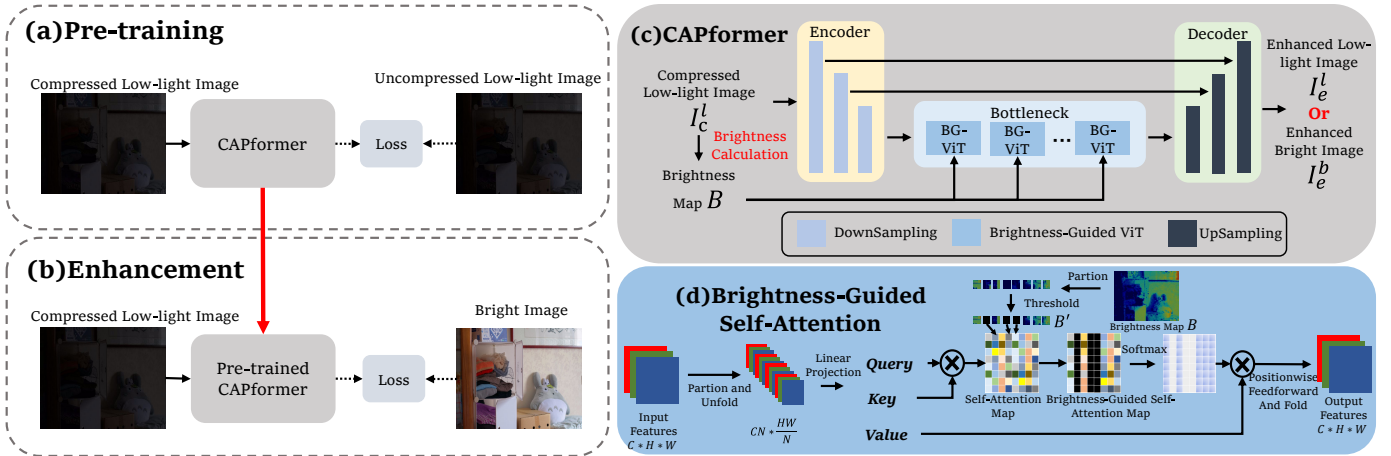 (a)Pre-training
Compressed Low-light Image
Uncompressed Low-light Image
CAPformer
Loss
(b)Enhancement
Compressed Low-light Image
Bright Image
Pre-trained
CAPformer
Loss
(c)CAPformer
Encoder
Decoder
Compressed
Low-light Image
I_c^l
Brightness
Calculation
Brightness
Map B
Bottleneck
BG-
ViT
BG-
ViT
...
BG-
ViT
Enhanced Low-
light Image
I_e^l
Or
Enhanced
Bright Image
I_e^b
DownSampling
Brightness-Guided ViT
UpSampling
(d)Brightness-Guided
Self-Attention
Partion
Threshold
B′
Brightness Map B
Input
Features
C * H * W
Partion and
Unfold
CN * HW/N
Linear
Projection
Query
Key
Value
Self-Attention
Map
Brightness-Guided Self-
Attention Map
Softmax
Positionwise
Feedforward
And Fold
Output
Features
C * H * W